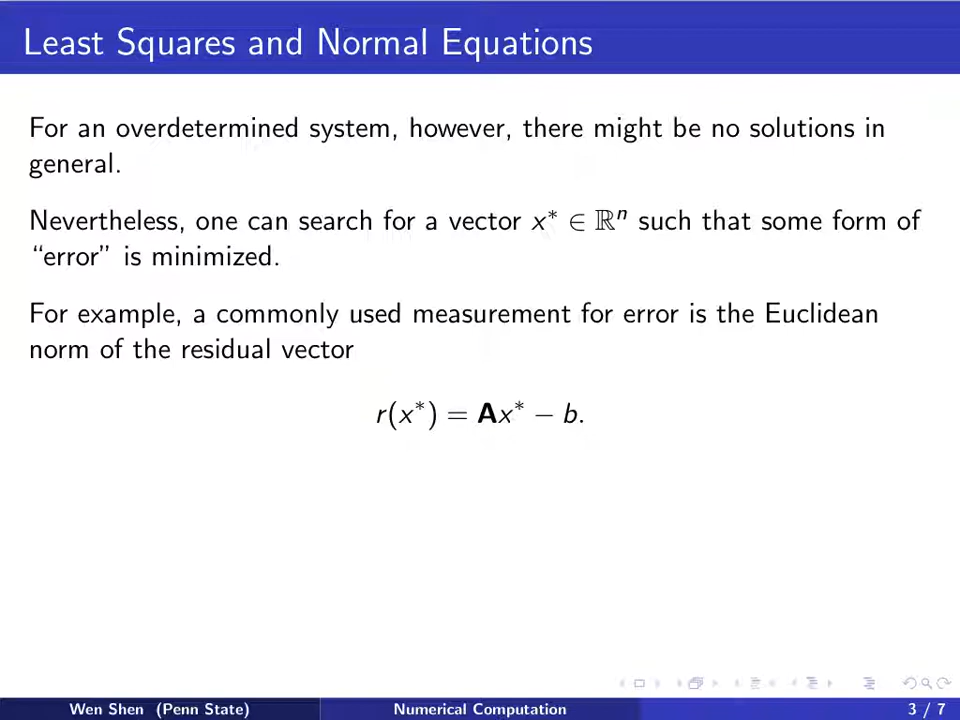 Least Squares and Normal Equations
For an overdetermined system, however, there might be no solutions in
general.
Nevertheless, one can search for a vector x* ∈ ℝⁿ such that some form of
“error” is minimized.
For example, a commonly used measurement for error is the Euclidean
norm of the residual vector
r(x*) = Ax* − b.
Wen Shen (Penn State) Numerical Computation 3 / 7